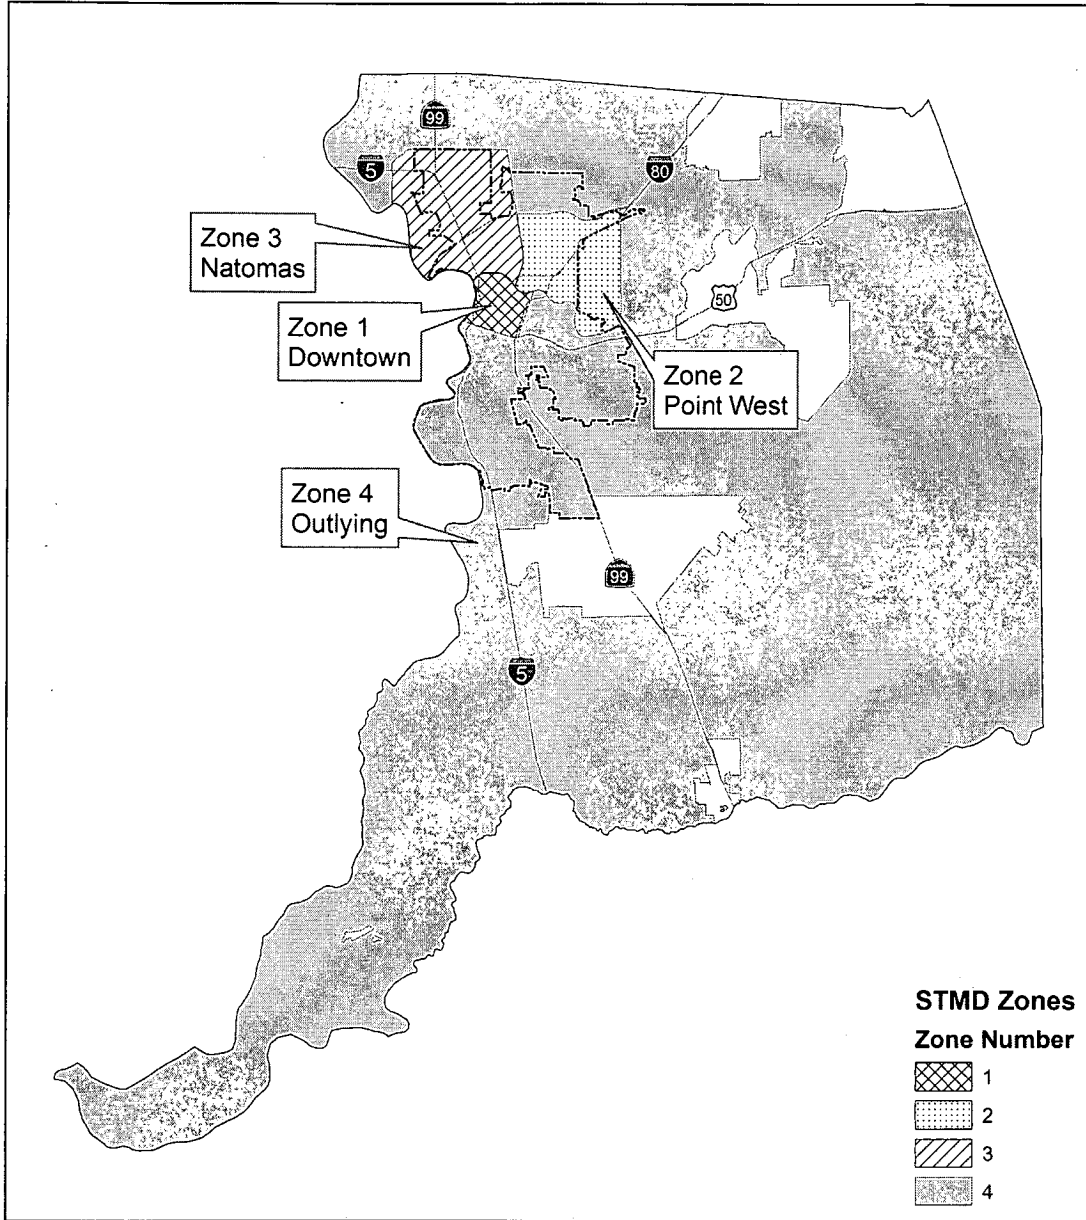 99
5
80
Zone 3
Natomas
50
Zone 1
Downtown
Zone 2
Point West
Zone 4
Outlying
99
5
STMD Zones
Zone Number
1
2
3
4